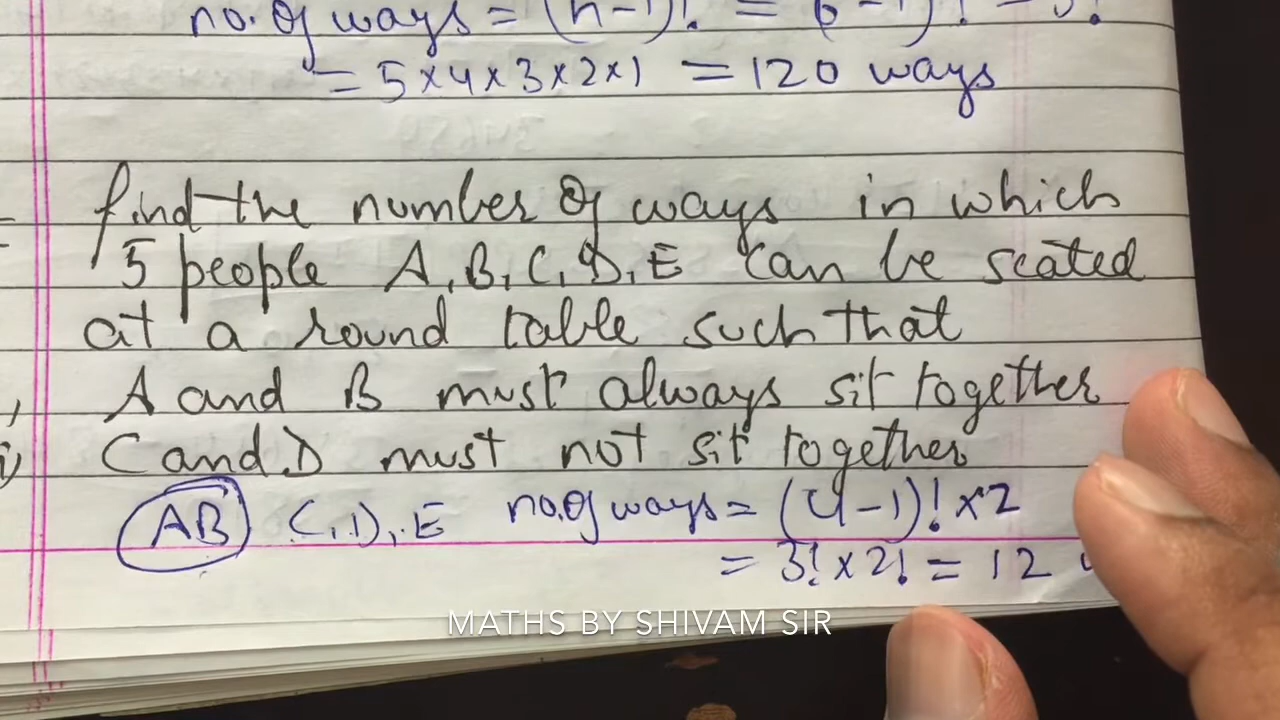 no. of ways = (n-1)! = (6-1)! = 5!
= 5×4×3×2×1 = 120 ways
find the number of ways in which
5 people A, B, C, D, E can be seated
at a round table such that
A and B must always sit together
ii) C and D must not sit together
AB C, D, E no. of ways = (4-1)! × 2
= 3! × 2! = 12
MATHS BY SHIVAM SIR